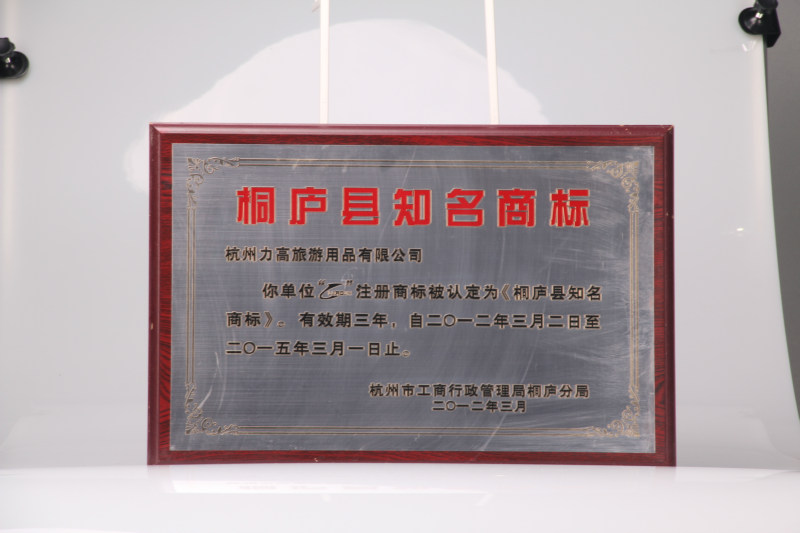 桐庐县知名商标
杭州力高旅游用品有限公司
你单位“ ”注册商标被认定为《桐庐县知名
商标》。有效期三年，自二〇一二年三月二日至
二〇一五年三月一日止。
杭州市工商行政管理局桐庐分局
二〇一二年三月